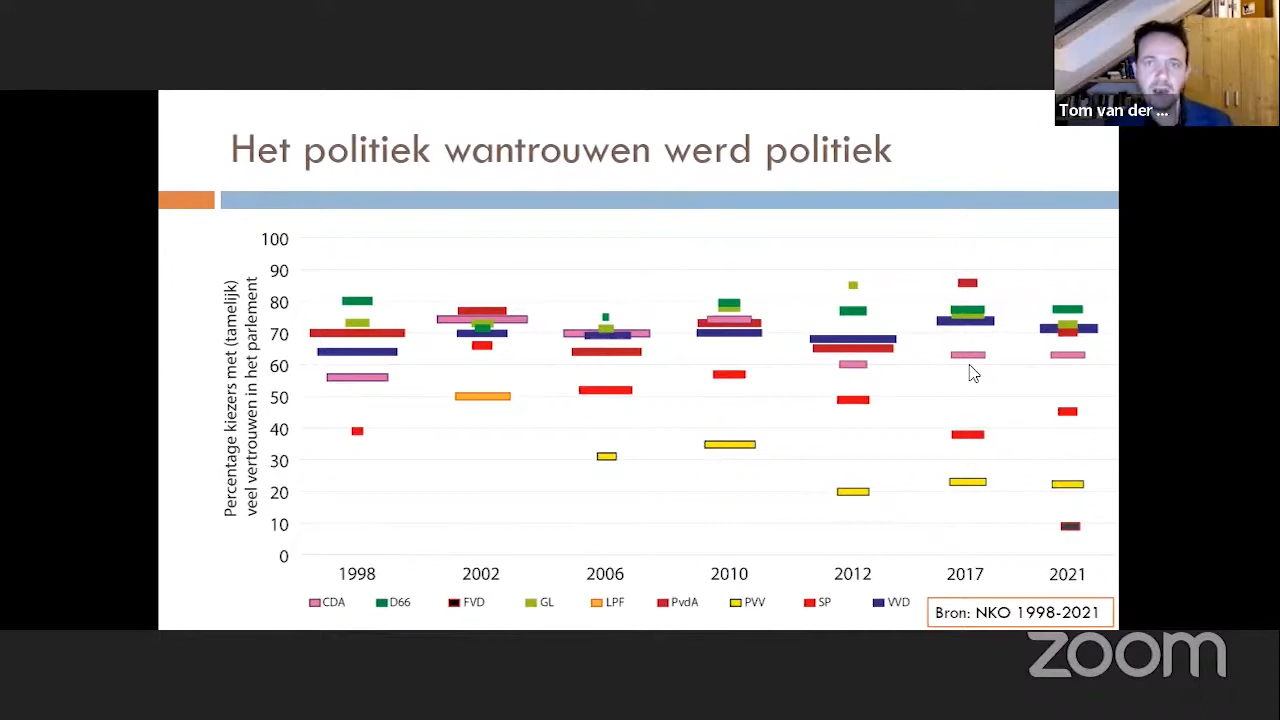 Tom van der ...
Het politiek wantrouwen werd politiek
Percentage kiezers met (tamelijk)
veel vertrouwen in het parlement
100
90
80
70
60
50
40
30
20
10
0
1998 2002 2006 2010 2012 2017 2021
CDA D66 FVD GL LPF PvdA PVV SP VVD
Bron: NKO 1998-2021
zoom